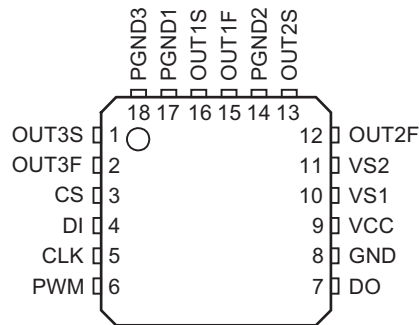 PGND3
PGND1
OUT1S
OUT1F
PGND2
OUT2S
18 17 16 15 14 13
OUT3S 1 12 OUT2F
OUT3F 2 11 VS2
CS 3 10 VS1
DI 4 9 VCC
CLK 5 8 GND
PWM 6 7 DO